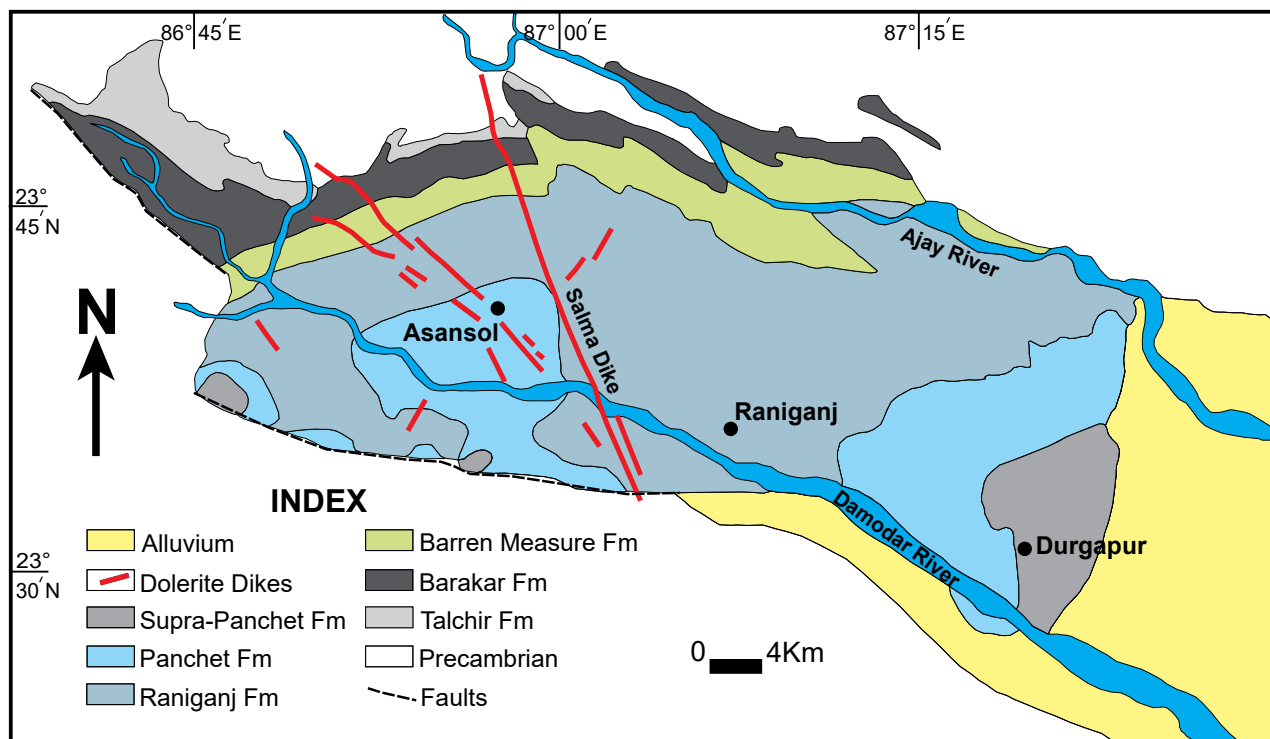 86° 45′ E
87° 00′ E
87° 15′ E
23°
45′ N
Ajay River
N
Salma Dike
Asansol
Raniganj
INDEX
Damodar River
Alluvium
Barren Measure Fm
Durgapur
23°
30′ N
Dolerite Dikes
Barakar Fm
Supra-Panchet Fm
Talchir Fm
Panchet Fm
Precambrian
0 4Km
Raniganj Fm
Faults